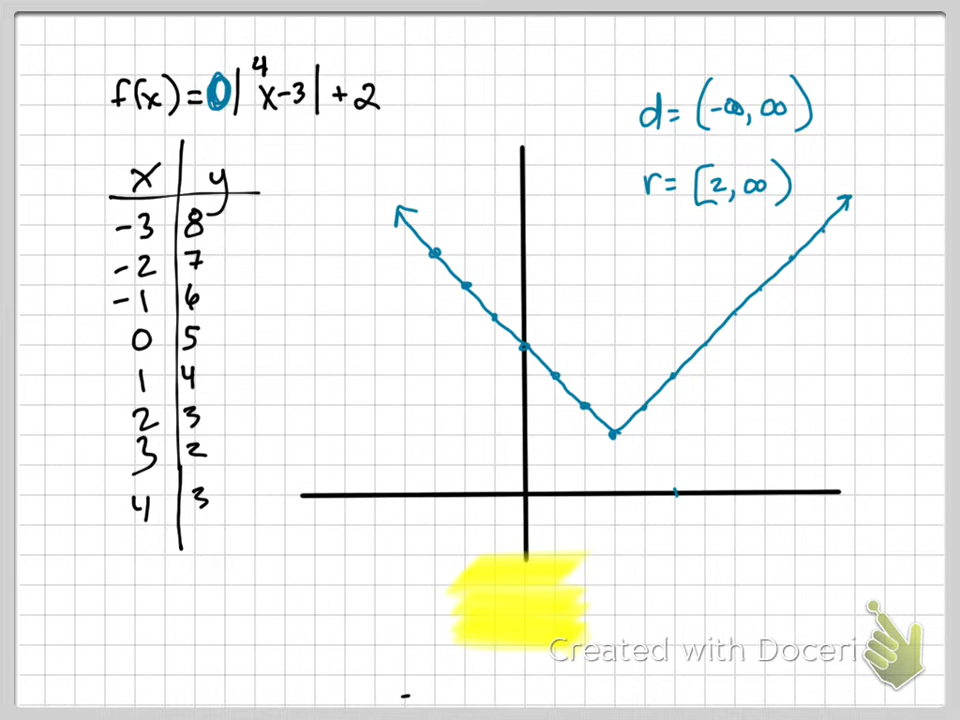 f(x) = 0|x-3| + 2
4
d = (-∞, ∞)
r = [2, ∞)
x y
-3 8
-2 7
-1 6
0 5
1 4
2 3
3 2
4 3
Created with Doceri